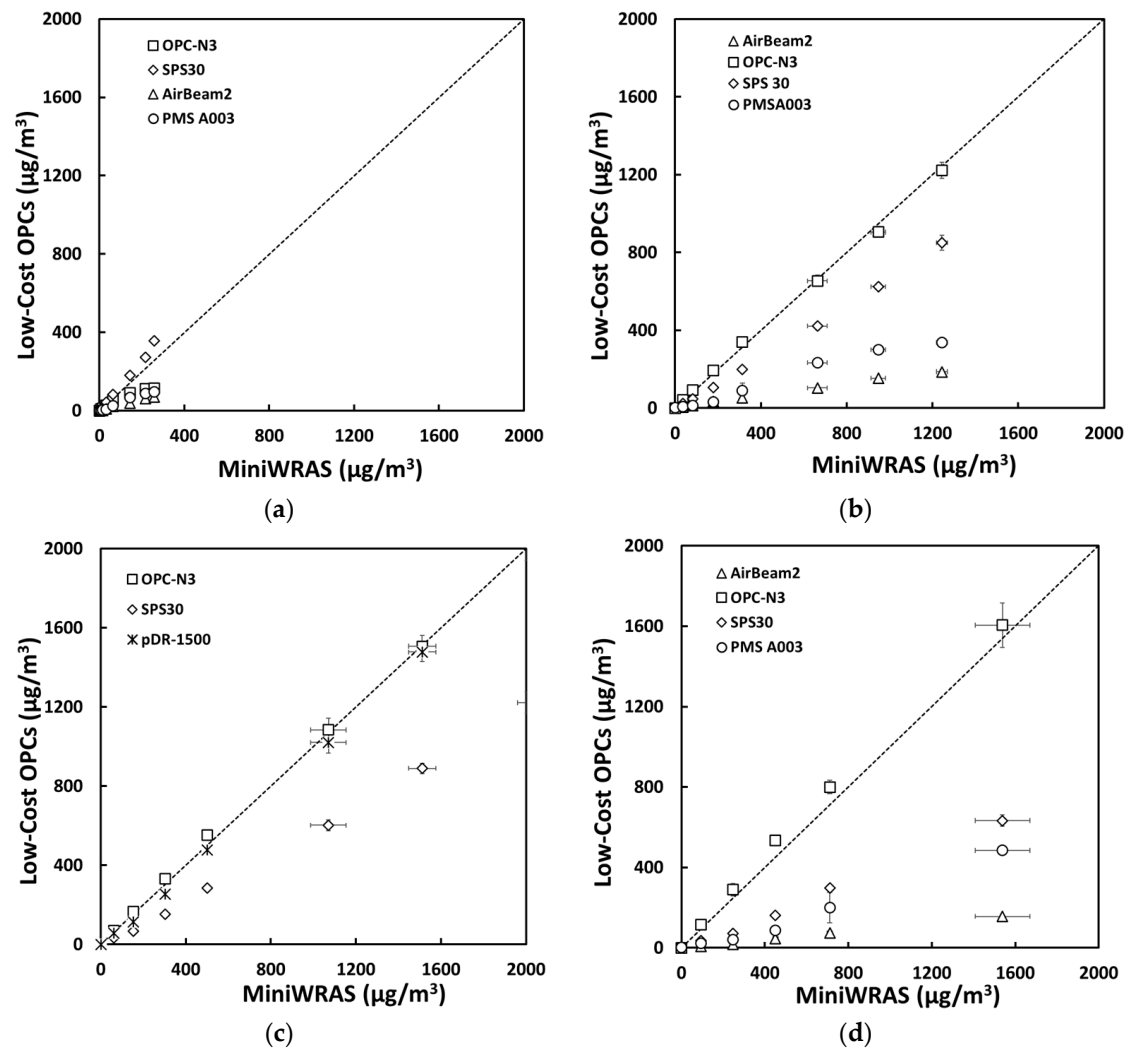 2000
1600
1200
800
400
0
Low-Cost OPCs (µg/m³)
OPC-N3
SPS30
AirBeam2
PMS A003
0 400 800 1200 1600 2000
MiniWRAS (µg/m³)
(a)
2000
1600
1200
800
400
0
Low-Cost OPCs (µg/m³)
AirBeam2
OPC-N3
SPS 30
PMSA003
0 400 800 1200 1600 2000
MiniWRAS (µg/m³)
(b)
2000
1600
1200
800
400
0
Low-Cost OPCs (µg/m³)
OPC-N3
SPS30
pDR-1500
0 400 800 1200 1600 2000
MiniWRAS (µg/m³)
(c)
2000
1600
1200
800
400
0
Low-Cost OPCs (µg/m³)
AirBeam2
OPC-N3
SPS30
PMS A003
0 400 800 1200 1600 2000
MiniWRAS (µg/m³)
(d)